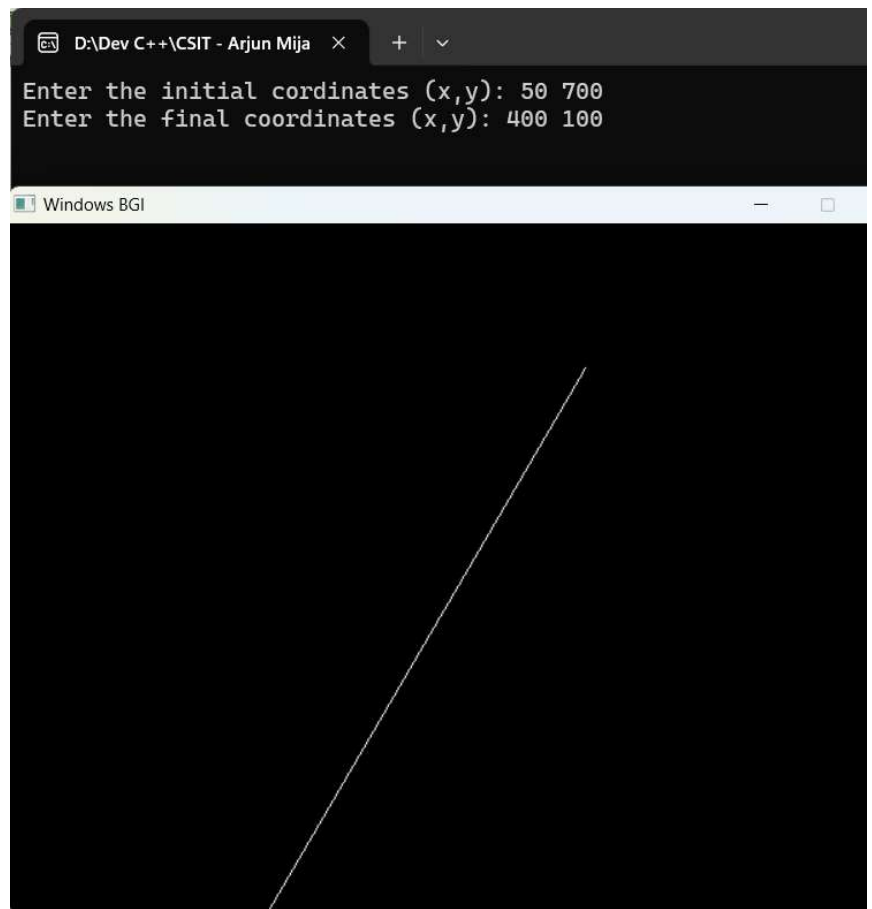 D:\Dev C++\CSIT - Arjun Mija
Enter the initial cordinates (x,y): 50 700
Enter the final coordinates (x,y): 400 100
Windows BGI